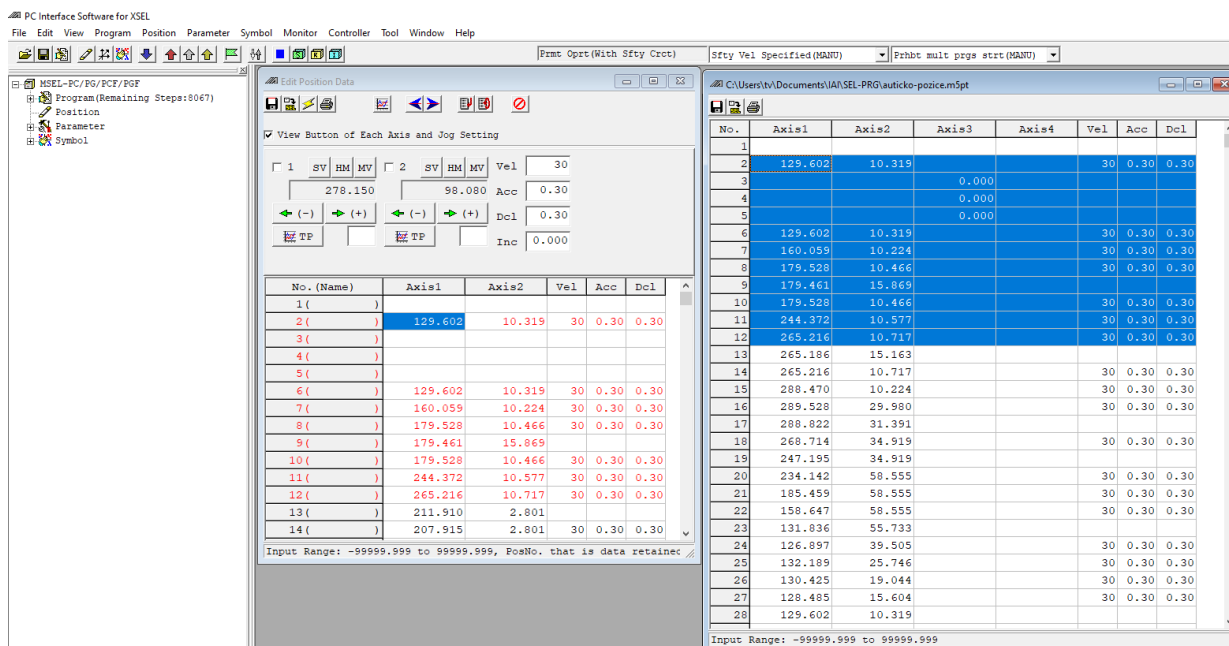 PC Interface Software for XSEL
File Edit View Program Position Parameter Symbol Monitor Controller Tool Window Help
Prmt Oprt(With Sfty Crct) Sfty Vel Specified(MANU) Prhbt mult prgs strt(MANU)
MSEL-PC/PG/PCF/PGF
Program(Remaining Steps:8067)
Position
Parameter
Symbol
Edit Position Data
View Button of Each Axis and Jog Setting
1 SV HM MV 2 SV HM MV Vel 30
278.150 98.080 Acc 0.30
(-) (+) (-) (+) Dcl 0.30
TP TP Inc 0.000
No.(Name) Axis1 Axis2 Vel Acc Dcl
1( )
2( ) 129.602 10.319 30 0.30 0.30
3( )
4( )
5( )
6( ) 129.602 10.319 30 0.30 0.30
7( ) 160.059 10.224 30 0.30 0.30
8( ) 179.528 10.466 30 0.30 0.30
9( ) 179.461 15.869
10( ) 179.528 10.466 30 0.30 0.30
11( ) 244.372 10.577 30 0.30 0.30
12( ) 265.216 10.717 30 0.30 0.30
13( ) 211.910 2.801
14( ) 207.915 2.801 30 0.30 0.30
Input Range: -99999.999 to 99999.999, PosNo. that is data retained
C:\Users\tv\Documents\IAI\SEL-PRG\auticko-pozice.m5pt
No. Axis1 Axis2 Axis3 Axis4 Vel Acc Dcl
1
2 129.602 10.319 30 0.30 0.30
3 0.000
4 0.000
5 0.000
6 129.602 10.319 30 0.30 0.30
7 160.059 10.224 30 0.30 0.30
8 179.528 10.466 30 0.30 0.30
9 179.461 15.869
10 179.528 10.466 30 0.30 0.30
11 244.372 10.577 30 0.30 0.30
12 265.216 10.717 30 0.30 0.30
13 265.186 15.163
14 265.216 10.717 30 0.30 0.30
15 288.470 10.224 30 0.30 0.30
16 289.528 29.980 30 0.30 0.30
17 288.822 31.391
18 268.714 34.919 30 0.30 0.30
19 247.195 34.919
20 234.142 58.555 30 0.30 0.30
21 185.459 58.555 30 0.30 0.30
22 158.647 58.555 30 0.30 0.30
23 131.836 55.733
24 126.897 39.505 30 0.30 0.30
25 132.189 25.746 30 0.30 0.30
26 130.425 19.044 30 0.30 0.30
27 128.485 15.604 30 0.30 0.30
28 129.602 10.319
Input Range: -99999.999 to 99999.999